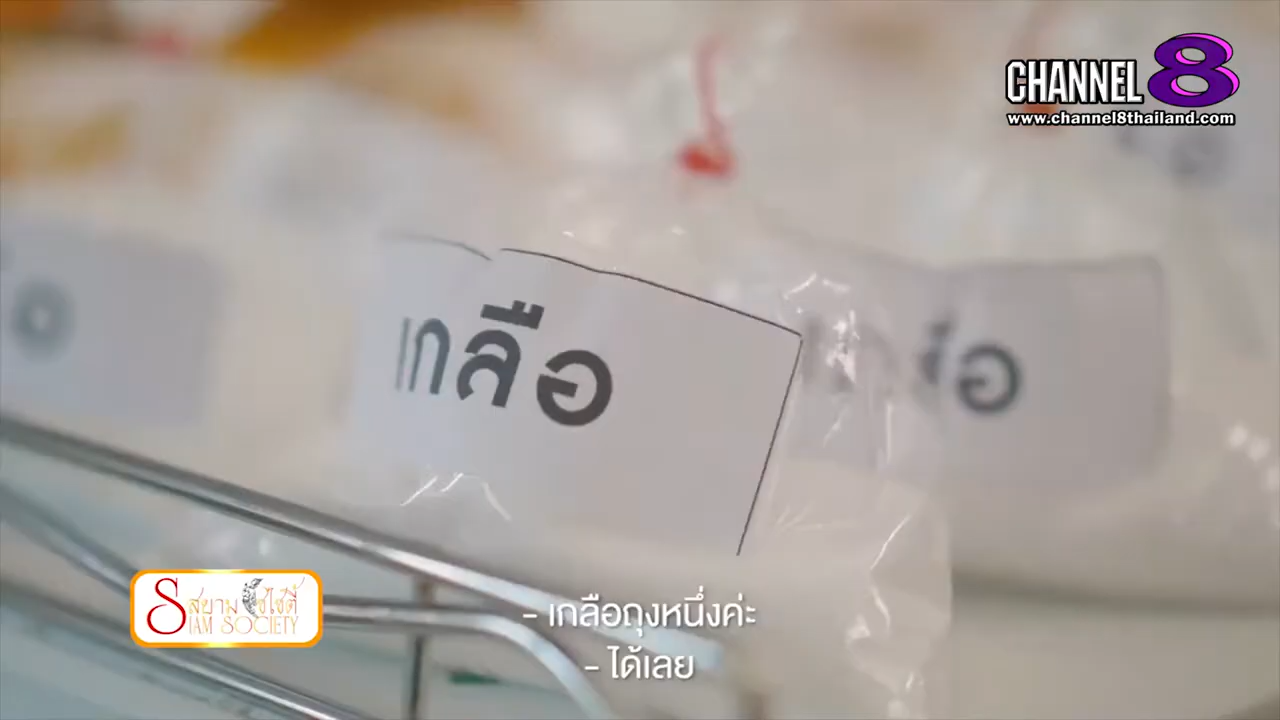 CHANNEL 8
www.channel8thailand.com
เกลือ
สยาม โซไซตี้
SIAM SOCIETY
- เกลือถุงหนึ่งค่ะ
- ได้เลย